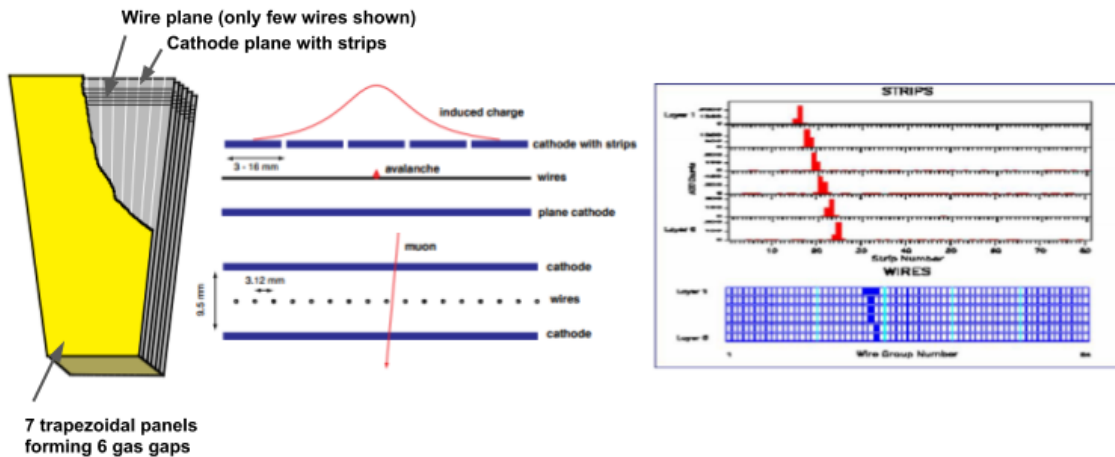 Wire plane (only few wires shown)
Cathode plane with strips
7 trapezoidal panels
forming 6 gas gaps
induced charge
cathode with strips
3 - 16 mm
avalanche
wires
plane cathode
muon
cathode
3.12 mm
9.5 mm
wires
cathode
STRIPS
Layer 1
Layer 6
10 20 30 40 50 60 70 80
Strip Number
WIRES
Layer 6
1
Wire Group Number